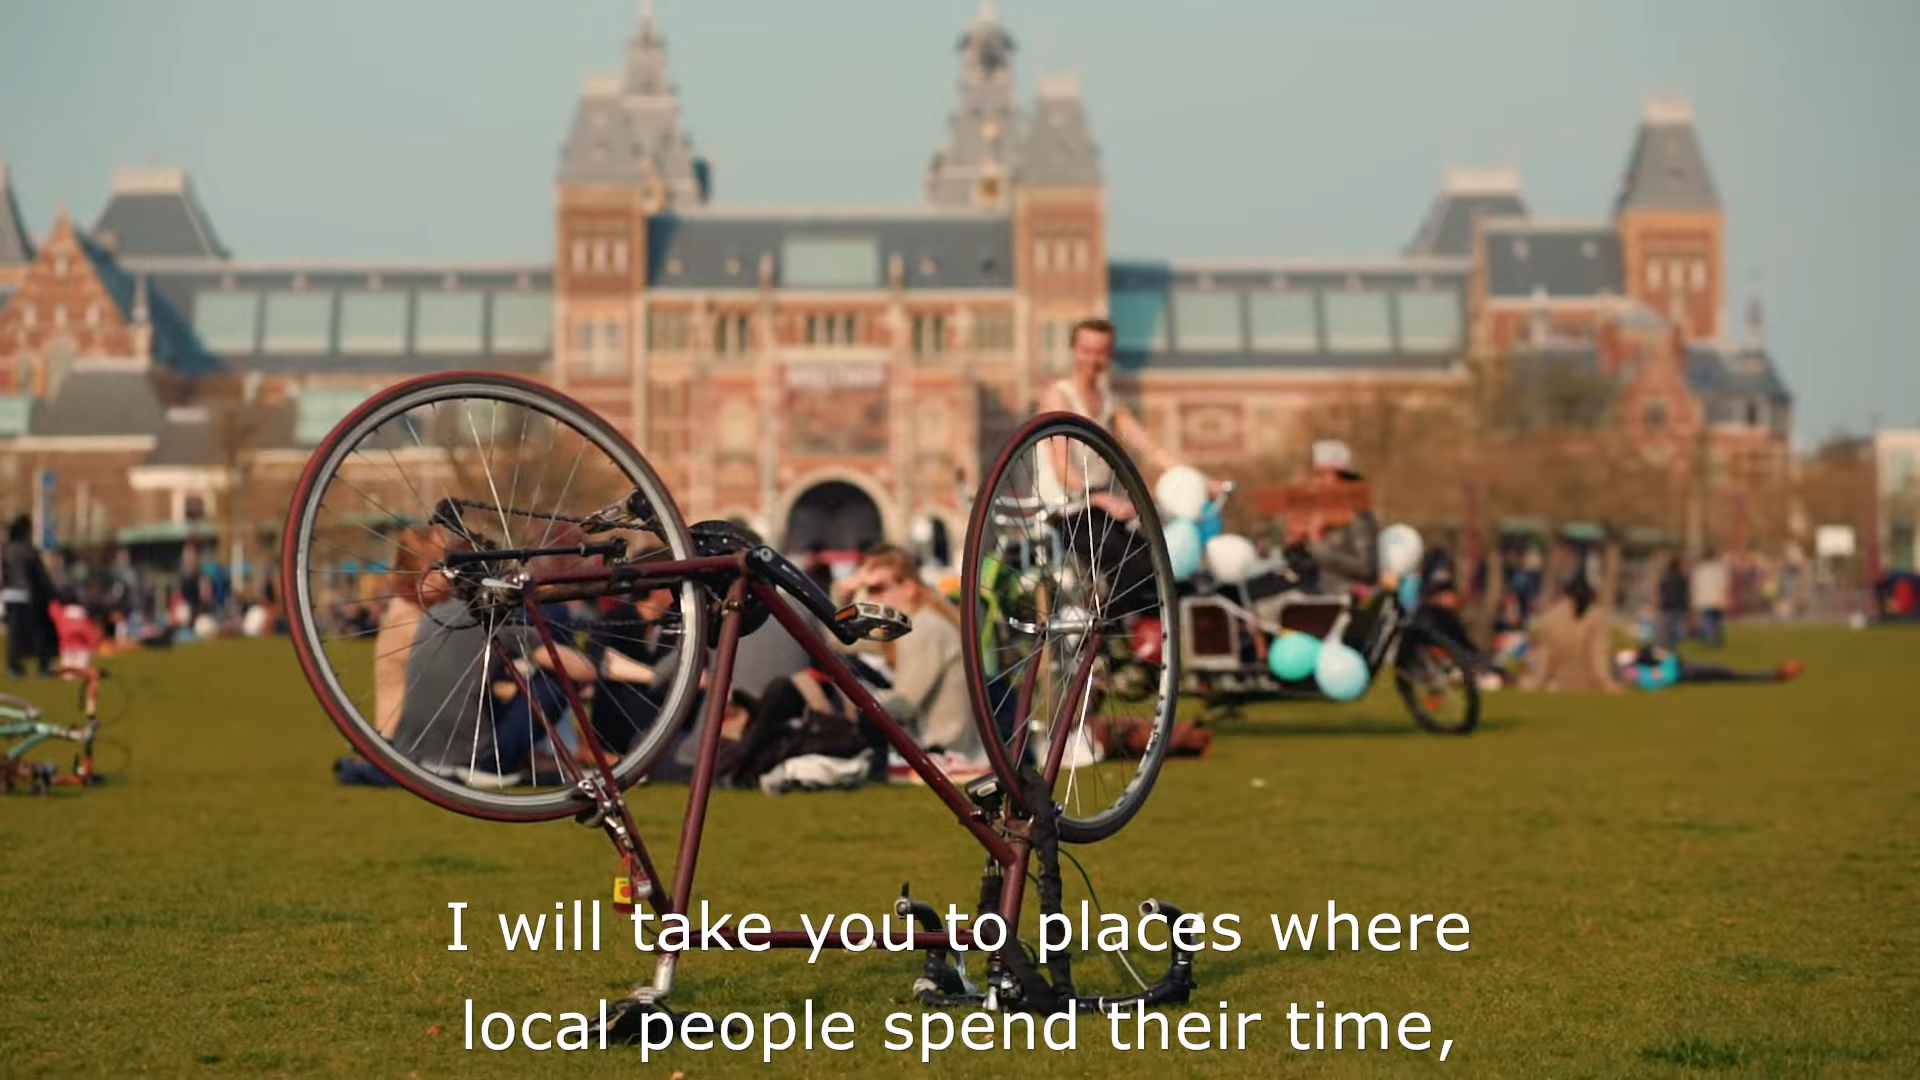 I will take you to places where
local people spend their time,